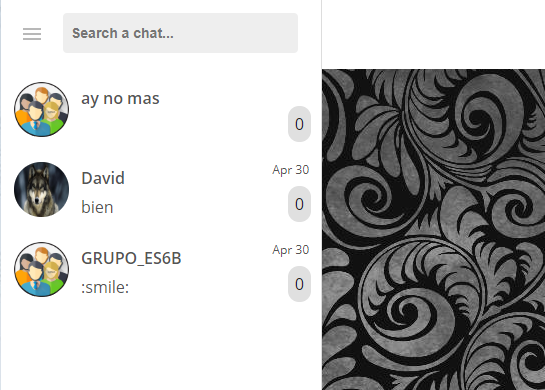 Search a chat...
ay no mas
0
David
Apr 30
bien
0
GRUPO_ES6B
Apr 30
:smile:
0